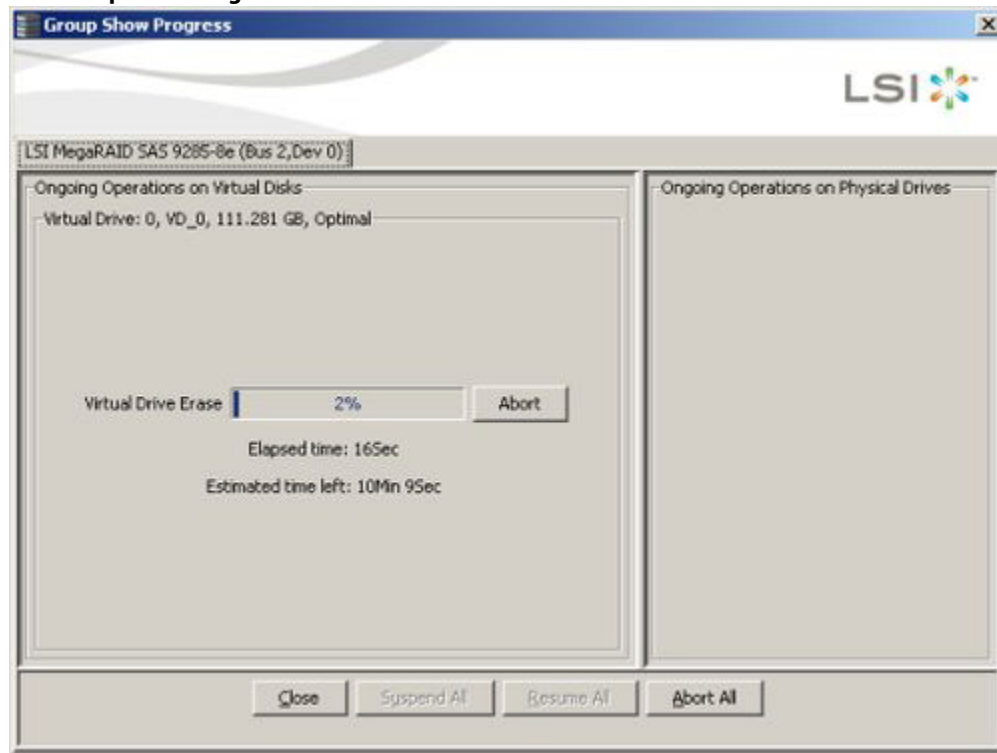 Group Show Progress
LSI
LSI MegaRAID SAS 9285-8e (Bus 2,Dev 0)
Ongoing Operations on Virtual Disks
Virtual Drive: 0, VD_0, 111.281 GB, Optimal
Virtual Drive Erase 2% Abort
Elapsed time: 16Sec
Estimated time left: 10Min 9Sec
Ongoing Operations on Physical Drives
Close Suspend All Resume All Abort All